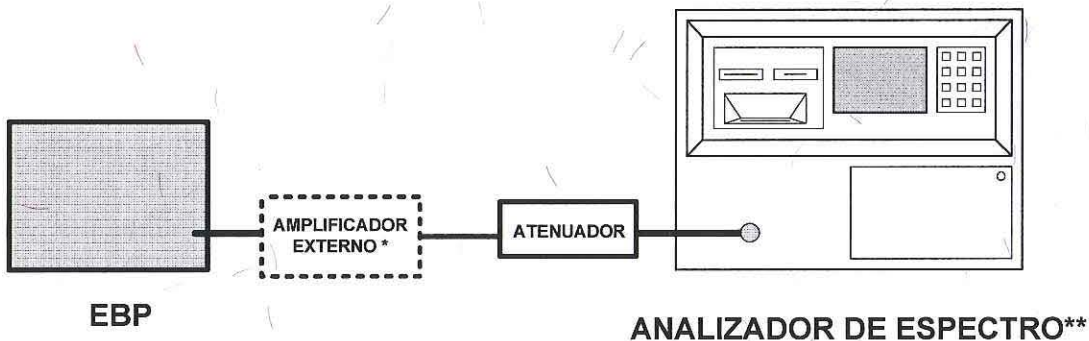 AMPLIFICADOR
EXTERNO *
ATENUADOR
EBP
ANALIZADOR DE ESPECTRO**